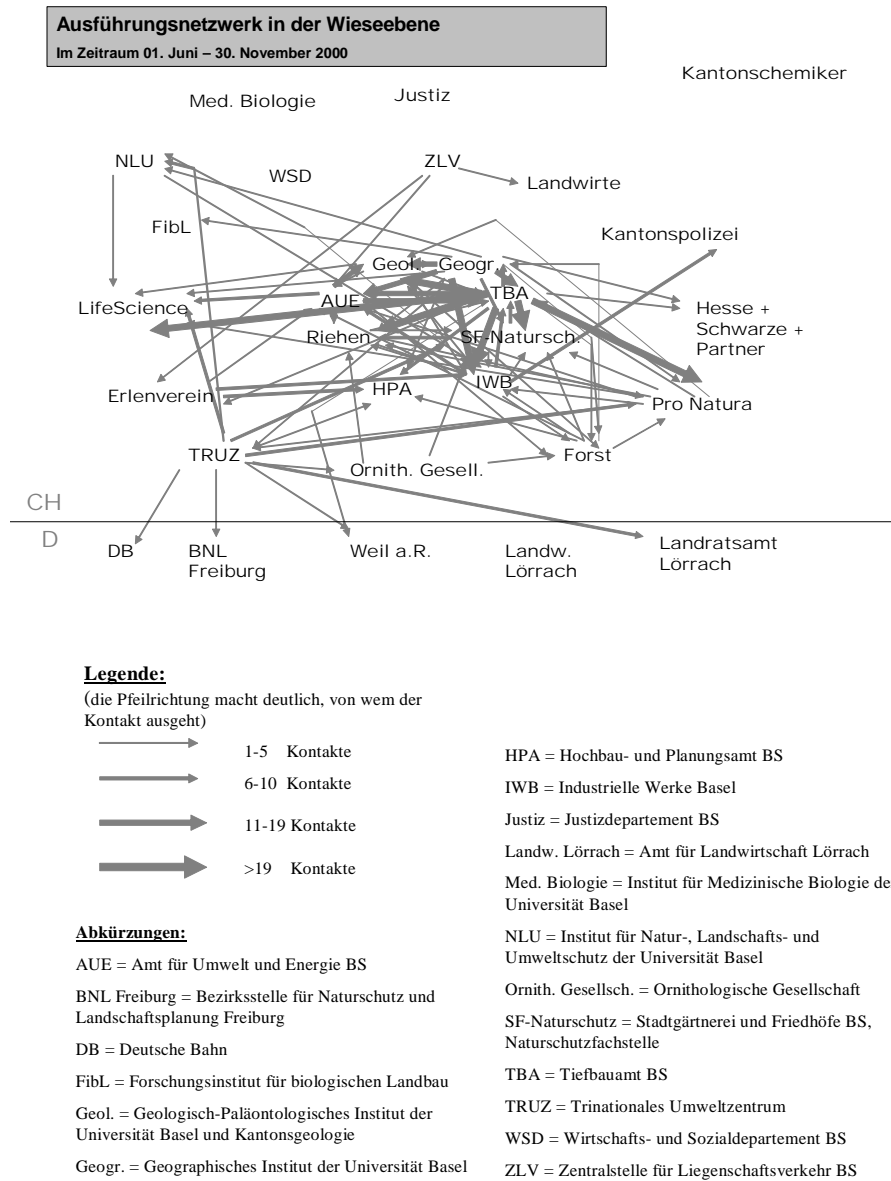 Ausführungsnetzwerk in der Wieseebene
Im Zeitraum 01. Juni – 30. November 2000
Kantonschemiker
Med. Biologie
Justiz
NLU
WSD
ZLV
Landwirte
FibL
Kantonspolizei
Geol.
Geogr.
LifeScience
AUE
TBA
Hesse +
Schwarze +
Partner
Riehen
SF-Natursch.
Erlenverein
HPA
IWB
Pro Natura
TRUZ
Ornith. Gesell.
Forst
CH
D
DB
BNL
Freiburg
Weil a.R.
Landw.
Lörrach
Landratsamt
Lörrach
Legende:
(die Pfeilrichtung macht deutlich, von wem der
Kontakt ausgeht)
1-5 Kontakte
6-10 Kontakte
11-19 Kontakte
>19 Kontakte
Abkürzungen:
AUE = Amt für Umwelt und Energie BS
BNL Freiburg = Bezirksstelle für Naturschutz und
Landschaftsplanung Freiburg
DB = Deutsche Bahn
FibL = Forschungsinstitut für biologischen Landbau
Geol. = Geologisch-Paläontologisches Institut der
Universität Basel und Kantonsgeologie
Geogr. = Geographisches Institut der Universität Basel
HPA = Hochbau- und Planungsamt BS
IWB = Industrielle Werke Basel
Justiz = Justizdepartement BS
Landw. Lörrach = Amt für Landwirtschaft Lörrach
Med. Biologie = Institut für Medizinische Biologie de
Universität Basel
NLU = Institut für Natur-, Landschafts- und
Umweltschutz der Universität Basel
Ornith. Gesellsch. = Ornithologische Gesellschaft
SF-Naturschutz = Stadtgärtnerei und Friedhöfe BS,
Naturschutzfachstelle
TBA = Tiefbauamt BS
TRUZ = Trinationales Umweltzentrum
WSD = Wirtschafts- und Sozialdepartement BS
ZLV = Zentralstelle für Liegenschaftsverkehr BS